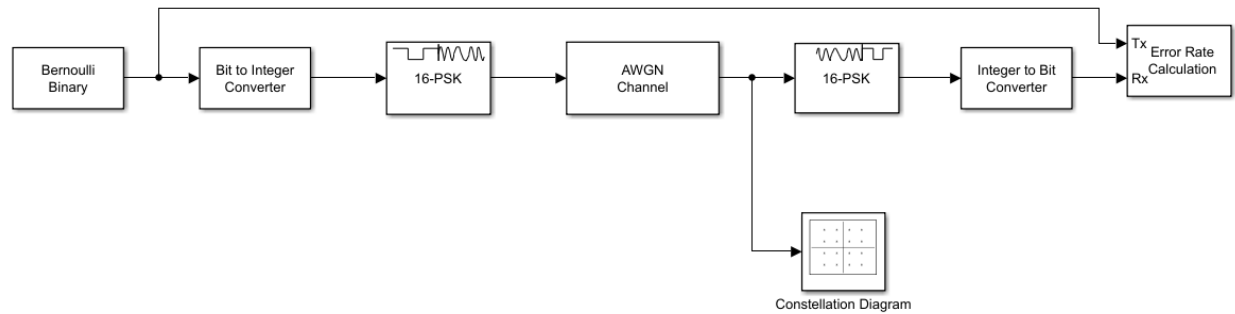 Bernoulli
Binary
Bit to Integer
Converter
16-PSK
AWGN
Channel
16-PSK
Integer to Bit
Converter
Tx
Rx
Error Rate
Calculation
Constellation Diagram